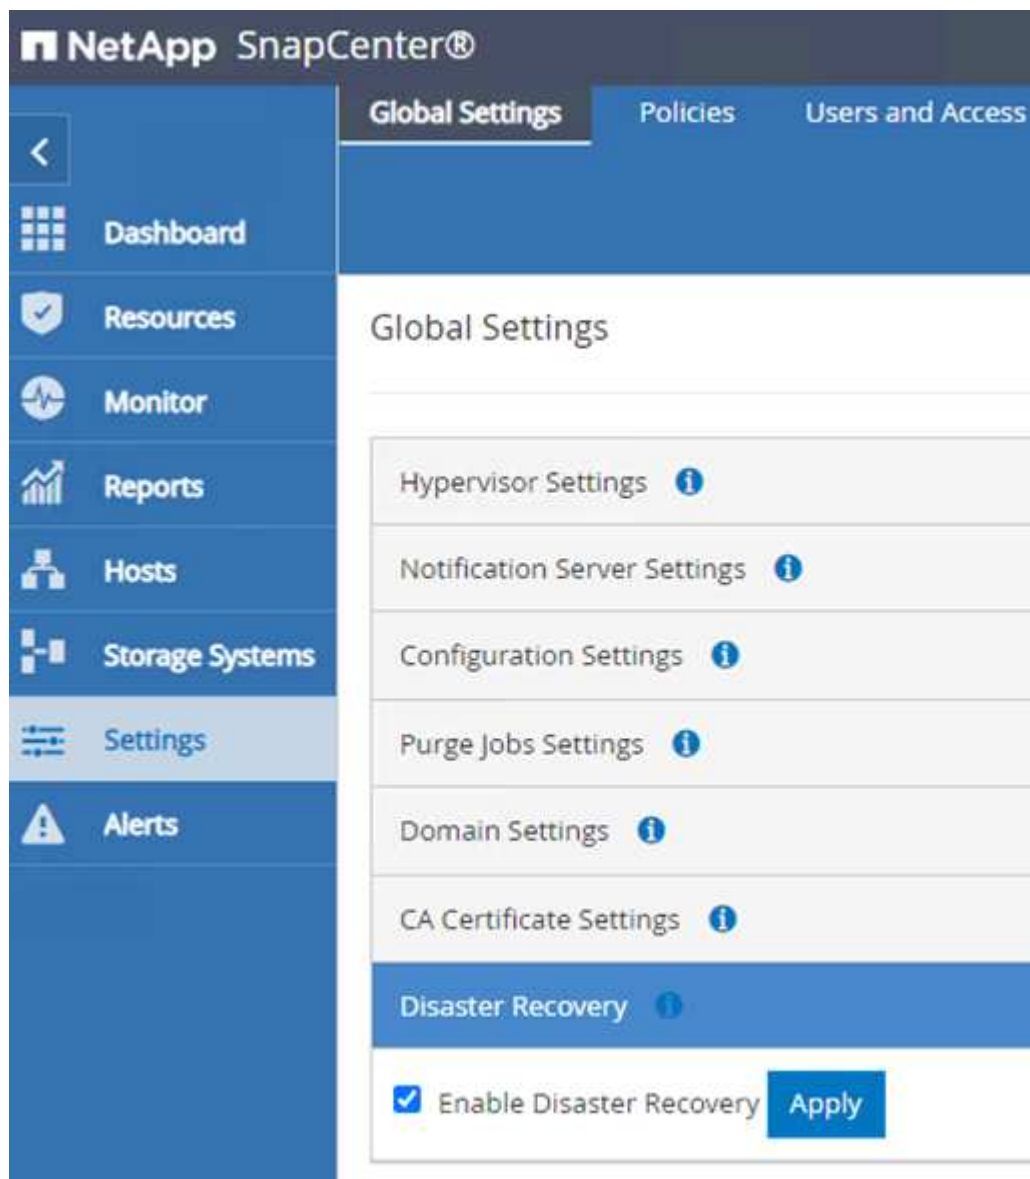 NetApp SnapCenter®
Global Settings Policies Users and Access
Dashboard
Resources
Monitor
Reports
Hosts
Storage Systems
Settings
Alerts
Global Settings
Hypervisor Settings
Notification Server Settings
Configuration Settings
Purge Jobs Settings
Domain Settings
CA Certificate Settings
Disaster Recovery
Enable Disaster Recovery Apply